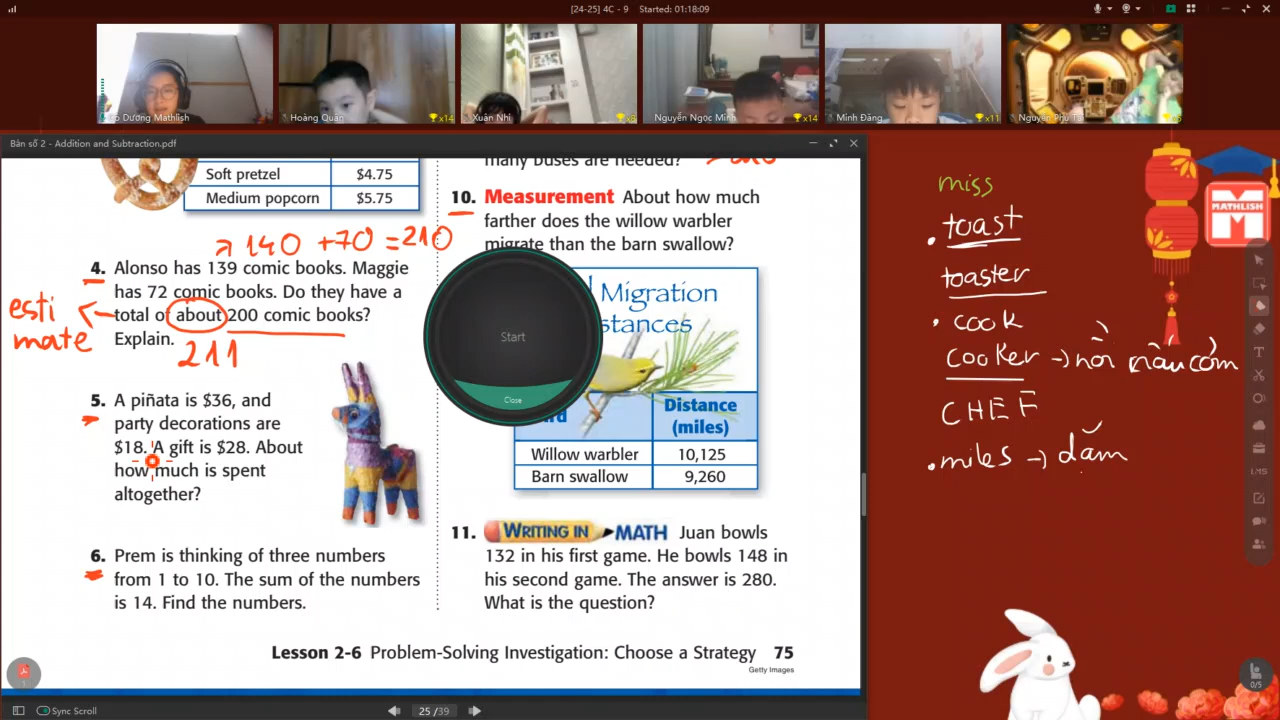 [24-25] 4C - 9 Started: 01:18:09
Cô Dương Mathlish
Hoàng Quân
x14
Xuân Nhi
Nguyễn Ngọc Minh
x14
Minh Đăng
x11
Bản số 2 - Addition and Subtraction.pdf
Soft pretzel $4.75
Medium popcorn $5.75
140 +70 =210
4. Alonso has 139 comic books. Maggie
has 72 comic books. Do they have a
total of about 200 comic books?
Explain.
esti
mate
211
5. A piñata is $36, and
party decorations are
$18. A gift is $28. About
how much is spent
altogether?
6. Prem is thinking of three numbers
from 1 to 10. The sum of the numbers
is 14. Find the numbers.
many buses are needed?
10. Measurement About how much
farther does the willow warbler
migrate than the barn swallow?
Migration
Start
Close
Distance
(miles)
Willow warbler 10,125
Barn swallow 9,260
11. WRITING IN MATH Juan bowls
132 in his first game. He bowls 148 in
his second game. The answer is 280.
What is the question?
Lesson 2-6 Problem-Solving Investigation: Choose a Strategy 75
Getty Images
Sync Scroll
25 /39
miss
toast
toaster
cook
cooker → nồi nấu cơm
CHEF
miles → dặm
MATHLISH
LMS
0/5